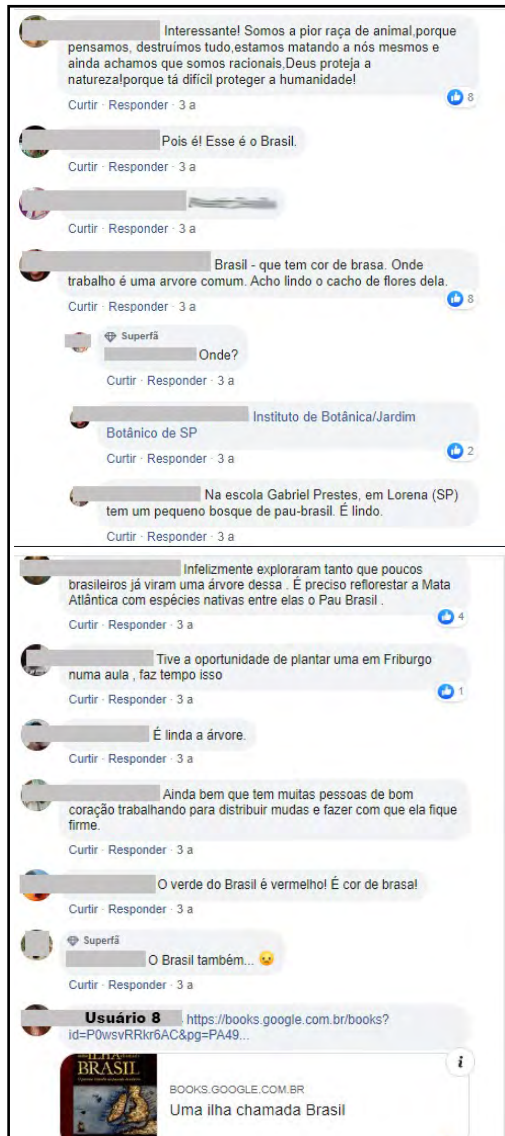 Interessante! Somos a pior raça de animal,porque
pensamos, destruímos tudo,estamos matando a nós mesmos e
ainda achamos que somos racionais,Deus proteja a
natureza!porque tá difícil proteger a humanidade!
8
Curtir · Responder · 3 a
Pois é! Esse é o Brasil.
Curtir · Responder · 3 a
Curtir · Responder · 3 a
Brasil - que tem cor de brasa. Onde
trabalho é uma arvore comum. Acho lindo o cacho de flores dela.
8
Curtir · Responder · 3 a
Superfã
Onde?
Curtir · Responder · 3 a
Instituto de Botânica/Jardim
Botânico de SP
2
Curtir · Responder · 3 a
Na escola Gabriel Prestes, em Lorena (SP)
tem um pequeno bosque de pau-brasil. É lindo.
Curtir · Responder · 3 a
Infelizmente exploraram tanto que poucos
brasileiros já viram uma árvore dessa . É preciso reflorestar a Mata
Atlântica com espécies nativas entre elas o Pau Brasil .
4
Curtir · Responder · 3 a
Tive a oportunidade de plantar uma em Friburgo
numa aula , faz tempo isso
1
Curtir · Responder · 3 a
É linda a árvore.
Curtir · Responder · 3 a
Ainda bem que tem muitas pessoas de bom
coração trabalhando para distribuir mudas e fazer com que ela fique
firme.
Curtir · Responder · 3 a
O verde do Brasil é vermelho! É cor de brasa!
Curtir · Responder · 3 a
Superfã
O Brasil também...
Curtir · Responder · 3 a
Usuário 8 https://books.google.com.br/books?
id=P0wsvRRkr6AC&pg=PA49...
ILHA
BRASIL
BOOKS.GOOGLE.COM.BR
Uma ilha chamada Brasil